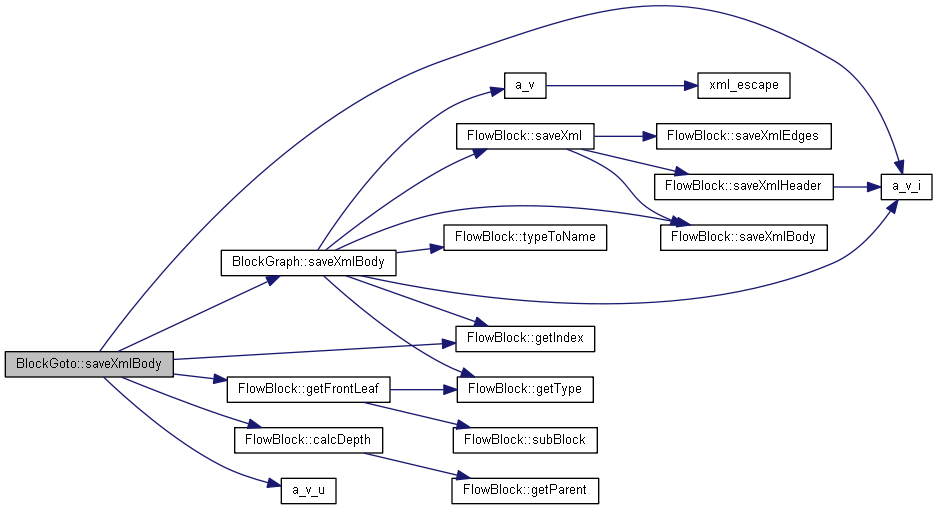 a_v
xml_escape
FlowBlock::saveXml
FlowBlock::saveXmlEdges
FlowBlock::saveXmlHeader
a_v_i
FlowBlock::typeToName
FlowBlock::saveXmlBody
BlockGraph::saveXmlBody
FlowBlock::getIndex
BlockGoto::saveXmlBody
FlowBlock::getFrontLeaf
FlowBlock::getType
FlowBlock::calcDepth
FlowBlock::subBlock
a_v_u
FlowBlock::getParent